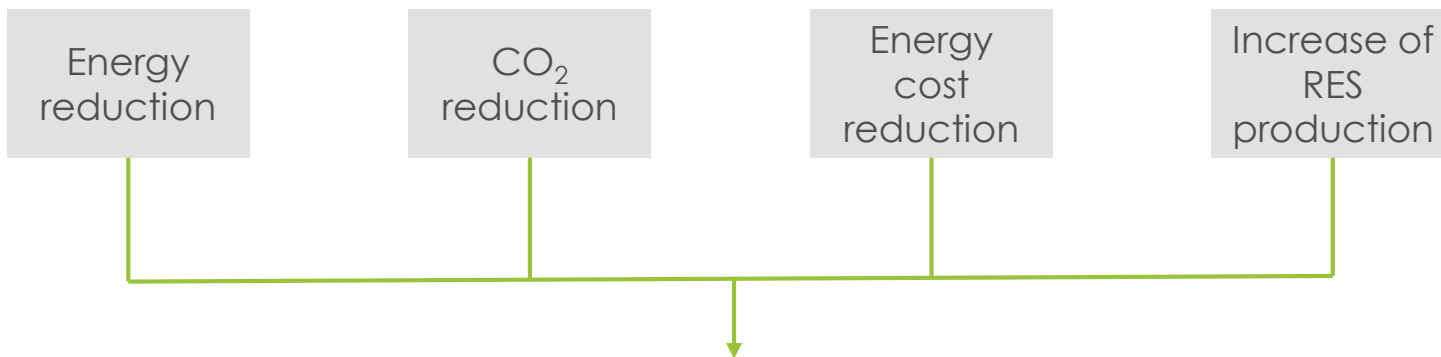 Energy
reduction
CO₂
reduction
Energy
cost
reduction
Increase of
RES
production